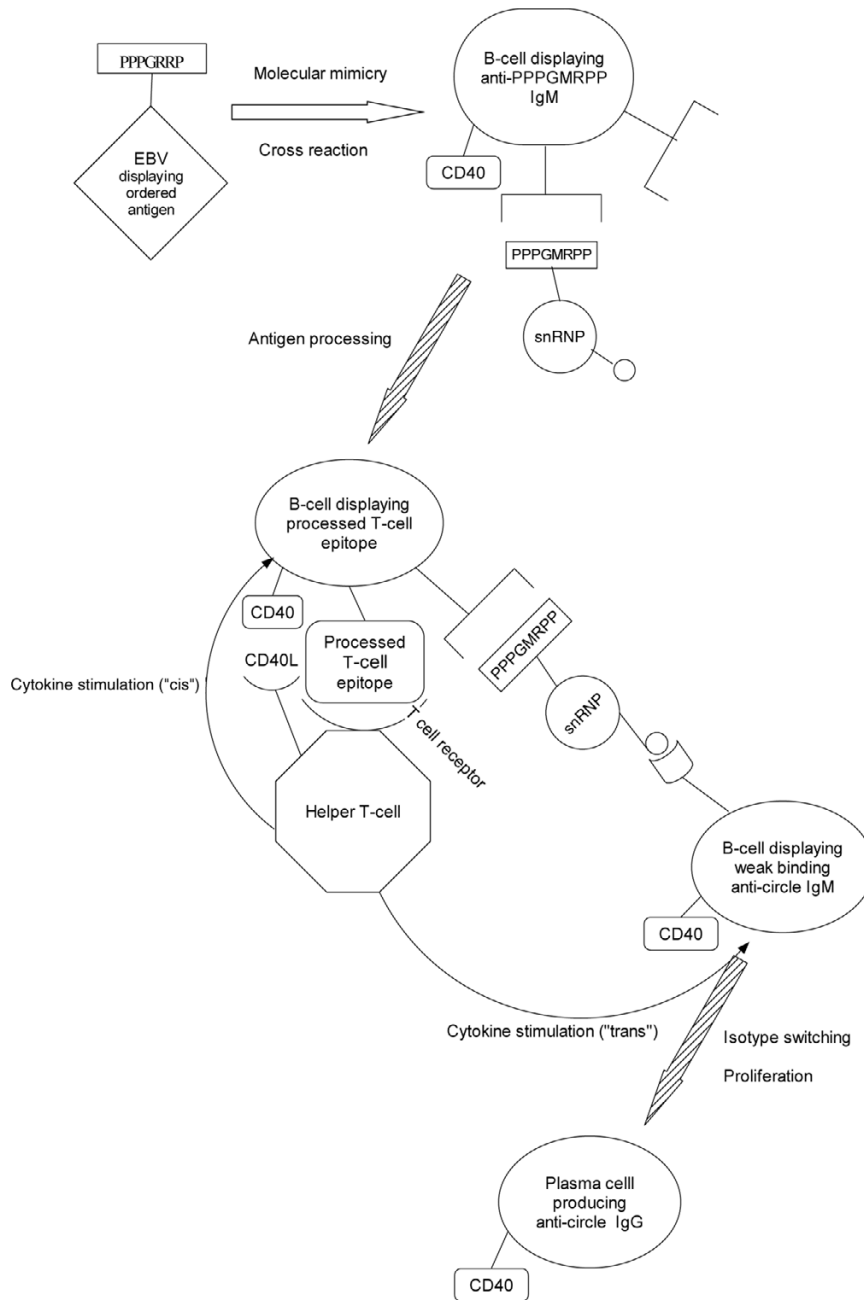 PPPGRRP
EBV
displaying
ordered
antigen
Molecular mimicry
Cross reaction
B-cell displaying
anti-PPPGMRPP
IgM
CD40
PPPGMRPP
snRNP
Antigen processing
B-cell displaying
processed T-cell
epitope
CD40
CD40L
Processed
T-cell
epitope
T cell receptor
Cytokine stimulation ("cis")
Helper T-cell
PPPGMRPP
snRNP
B-cell displaying
weak binding
anti-circle IgM
CD40
Cytokine stimulation ("trans")
Isotype switching
Proliferation
Plasma celll
producing
anti-circle IgG
CD40